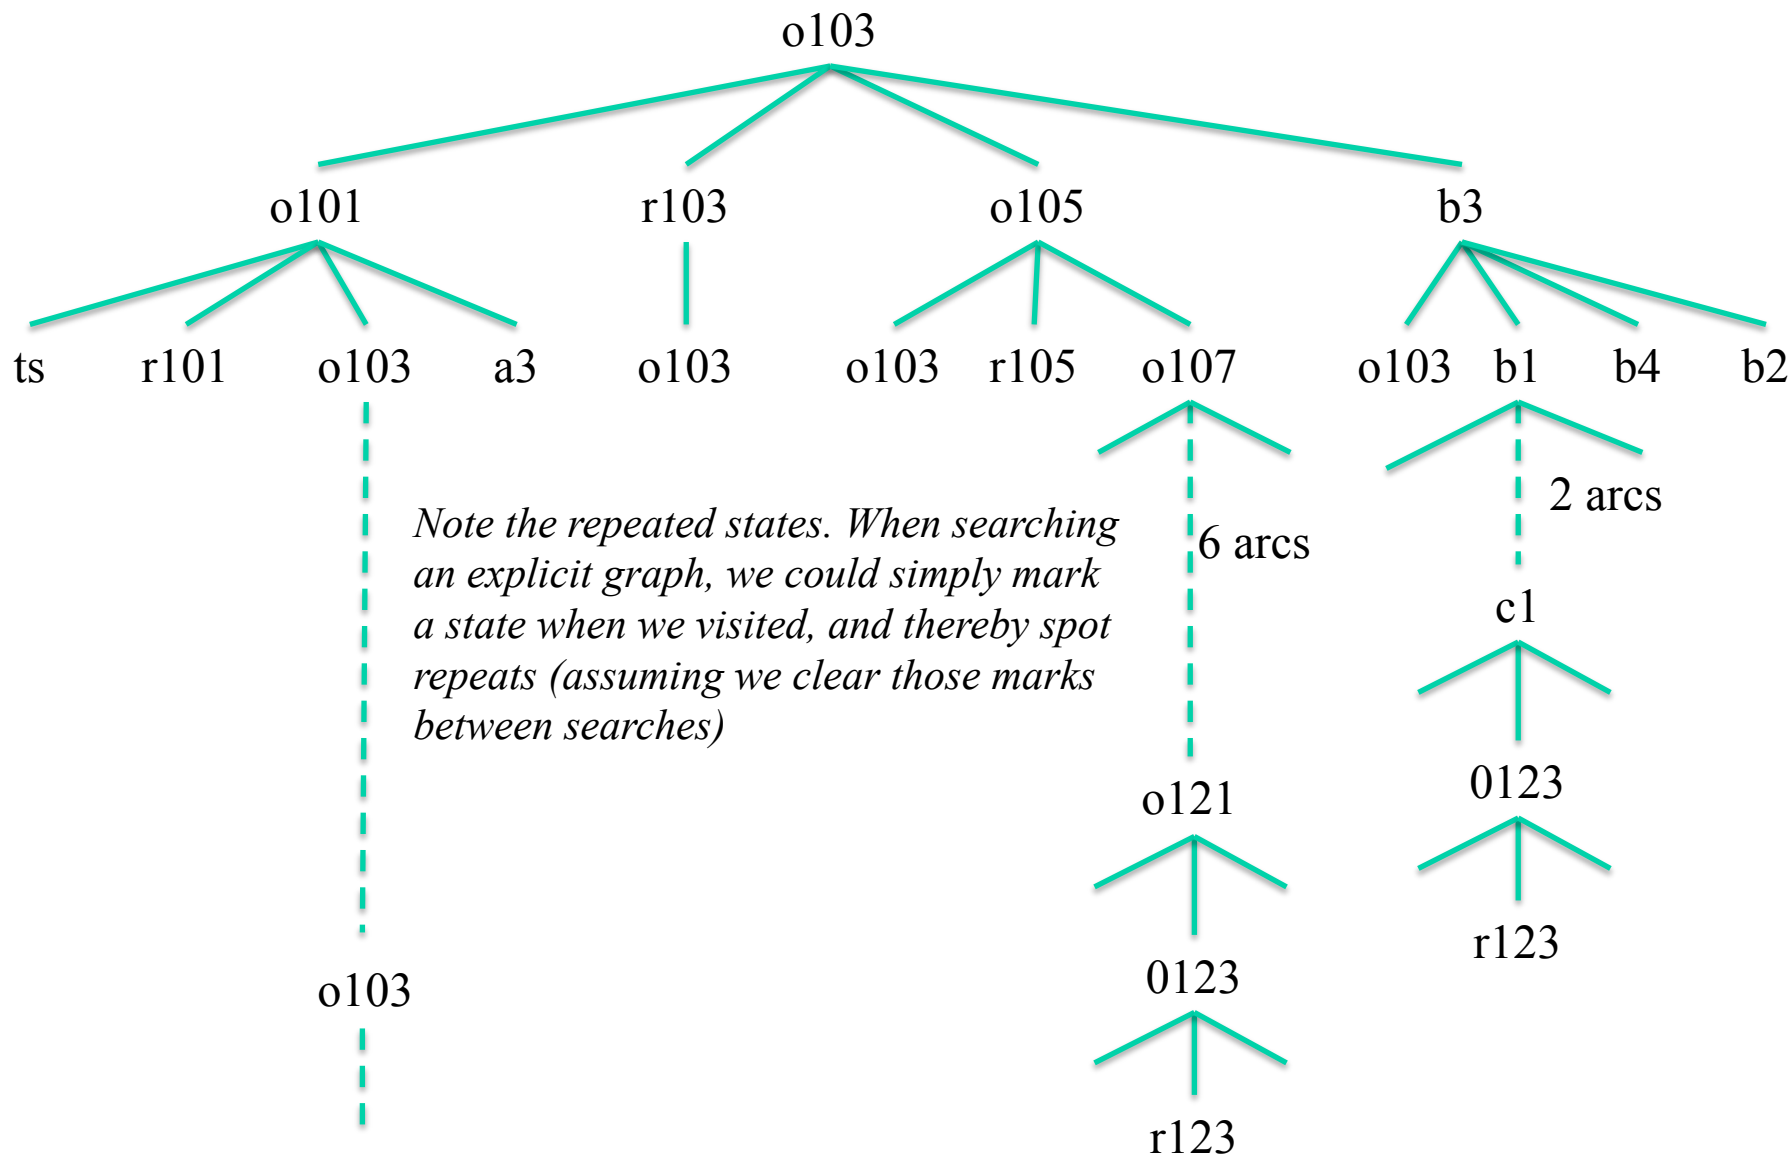 o103
o101 r103 o105 b3
ts r101 o103 a3 o103 o103 r105 o107 o103 b1 b4 b2
2 arcs
Note the repeated states. When searching
an explicit graph, we could simply mark
a state when we visited, and thereby spot
repeats (assuming we clear those marks
between searches)
6 arcs
c1
o121
0123
r123
o103
0123
r123